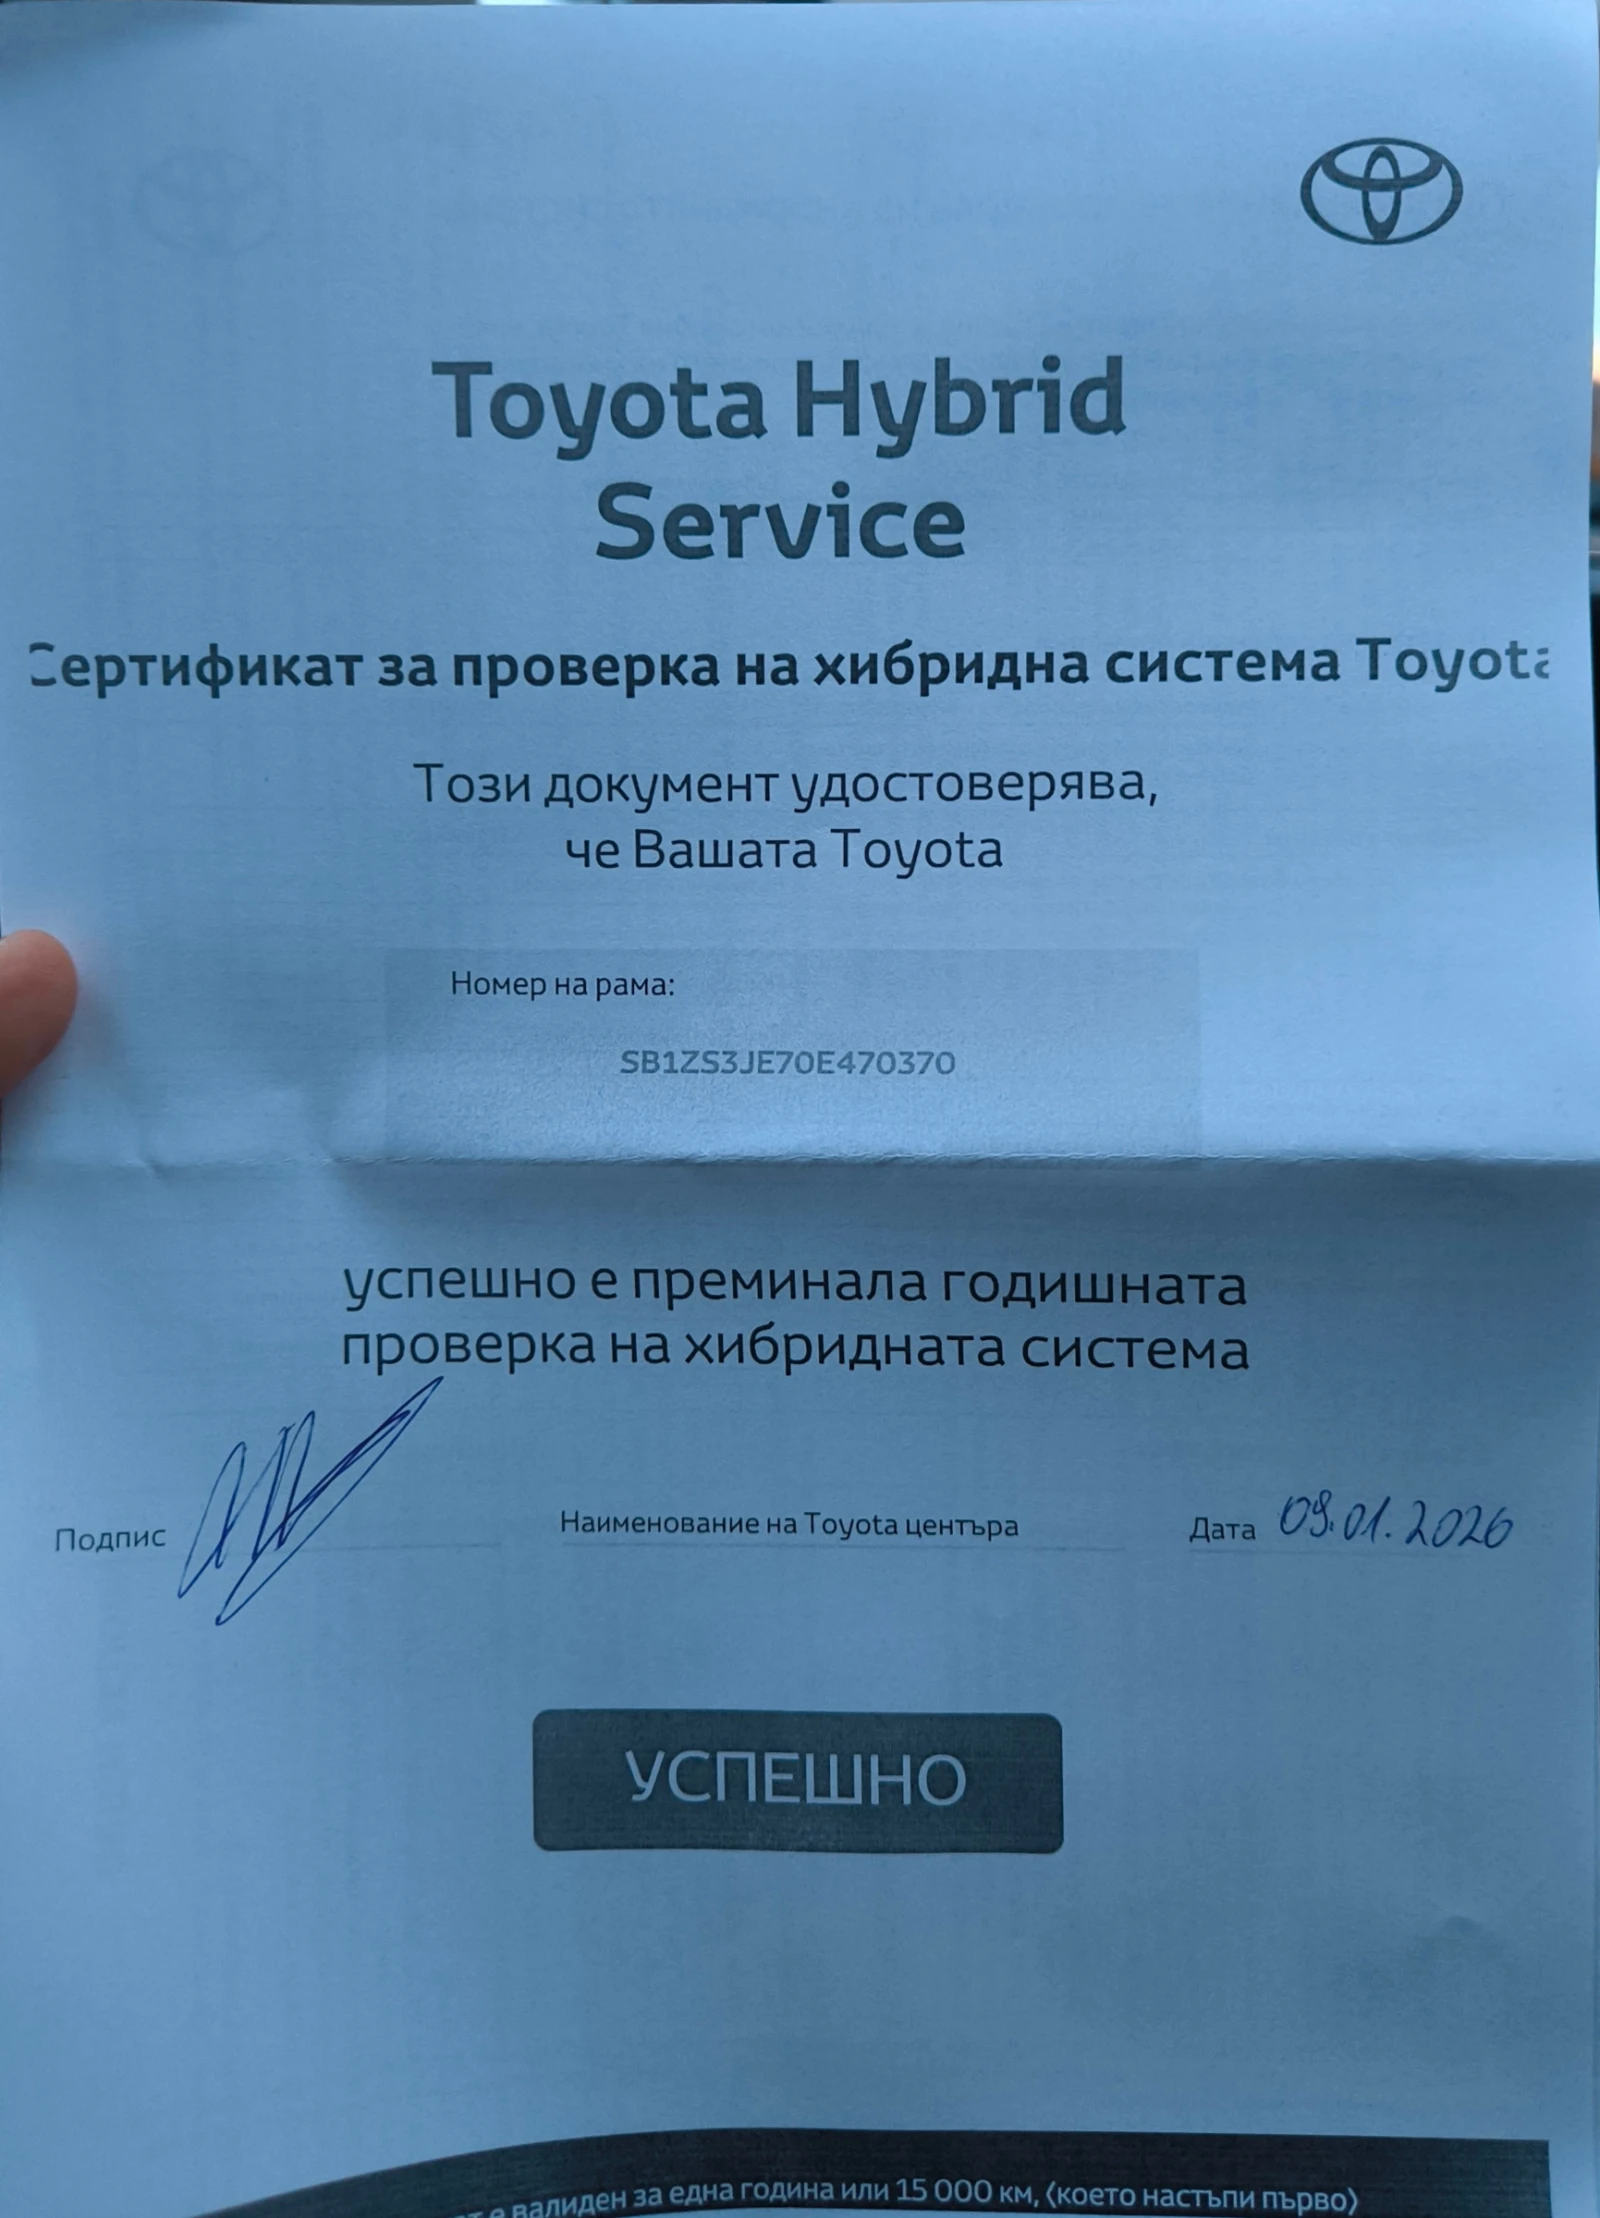 Toyota Hybrid
Service
Сертификат за проверка на хибридна система Toyota
Този документ удостоверява,
че Вашата Toyota
Номер на рама:
SB1ZS3JE70E470370
успешно е преминала годишната
проверка на хибридната система
Подпис
Наименование на Toyota центъра
Дата 09.01.2026
УСПЕШНО
е валиден за една година или 15 000 км, (което настъпи първо)